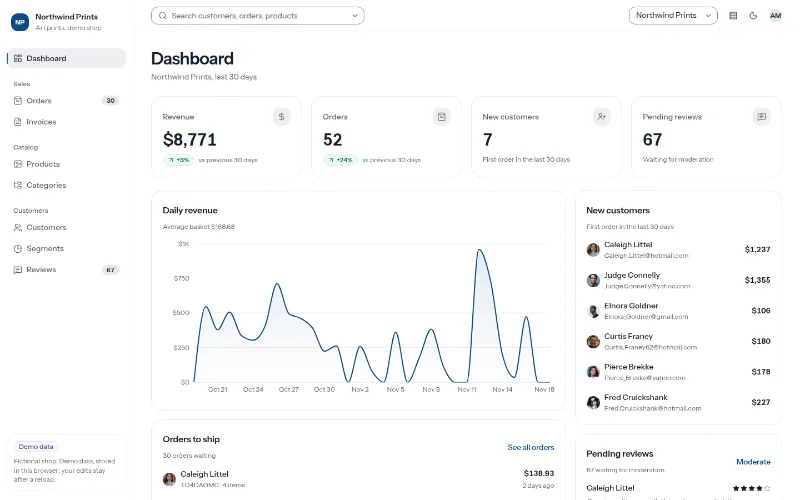 NP
Northwind Prints
Art prints, demo shop
Search customers, orders, products
Northwind Prints
AM
Dashboard
Sales
Orders 30
Invoices
Catalog
Products
Categories
Customers
Customers
Segments
Reviews 67
Demo data
Fictional shop. Demo data, stored
in this browser: your edits stay
after a reload.
Dashboard
Northwind Prints, last 30 days
Revenue
$8,771
+3% vs previous 30 days
Orders
52
+24% vs previous 30 days
New customers
7
First order in the last 30 days
Pending reviews
67
Waiting for moderation
Daily revenue
Average basket $168.68
$1K
$750
$500
$250
$0
Oct 21 Oct 24 Oct 27 Oct 30 Nov 2 Nov 5 Nov 8 Nov 11 Nov 14 Nov 18
New customers
First order in the last 30 days
Caleigh Littel
Caleigh.Littel@hotmail.com
$1,237
Judge Connelly
Judge.Connelly@yahoo.com
$1,355
Elnora Goldner
Elnora_Goldner@gmail.com
$106
Curtis Franey
Curtis.Franey62@hotmail.com
$180
Pierce Brekke
Pierce_Brekke@yahoo.com
$178
Fred Cruickshank
Fred.Cruickshank@hotmail.com
$227
Orders to ship
30 orders waiting
See all orders
Caleigh Littel
4 items
$138.93
2 days ago
Pending reviews
67 waiting for moderation
Moderate
Caleigh Littel